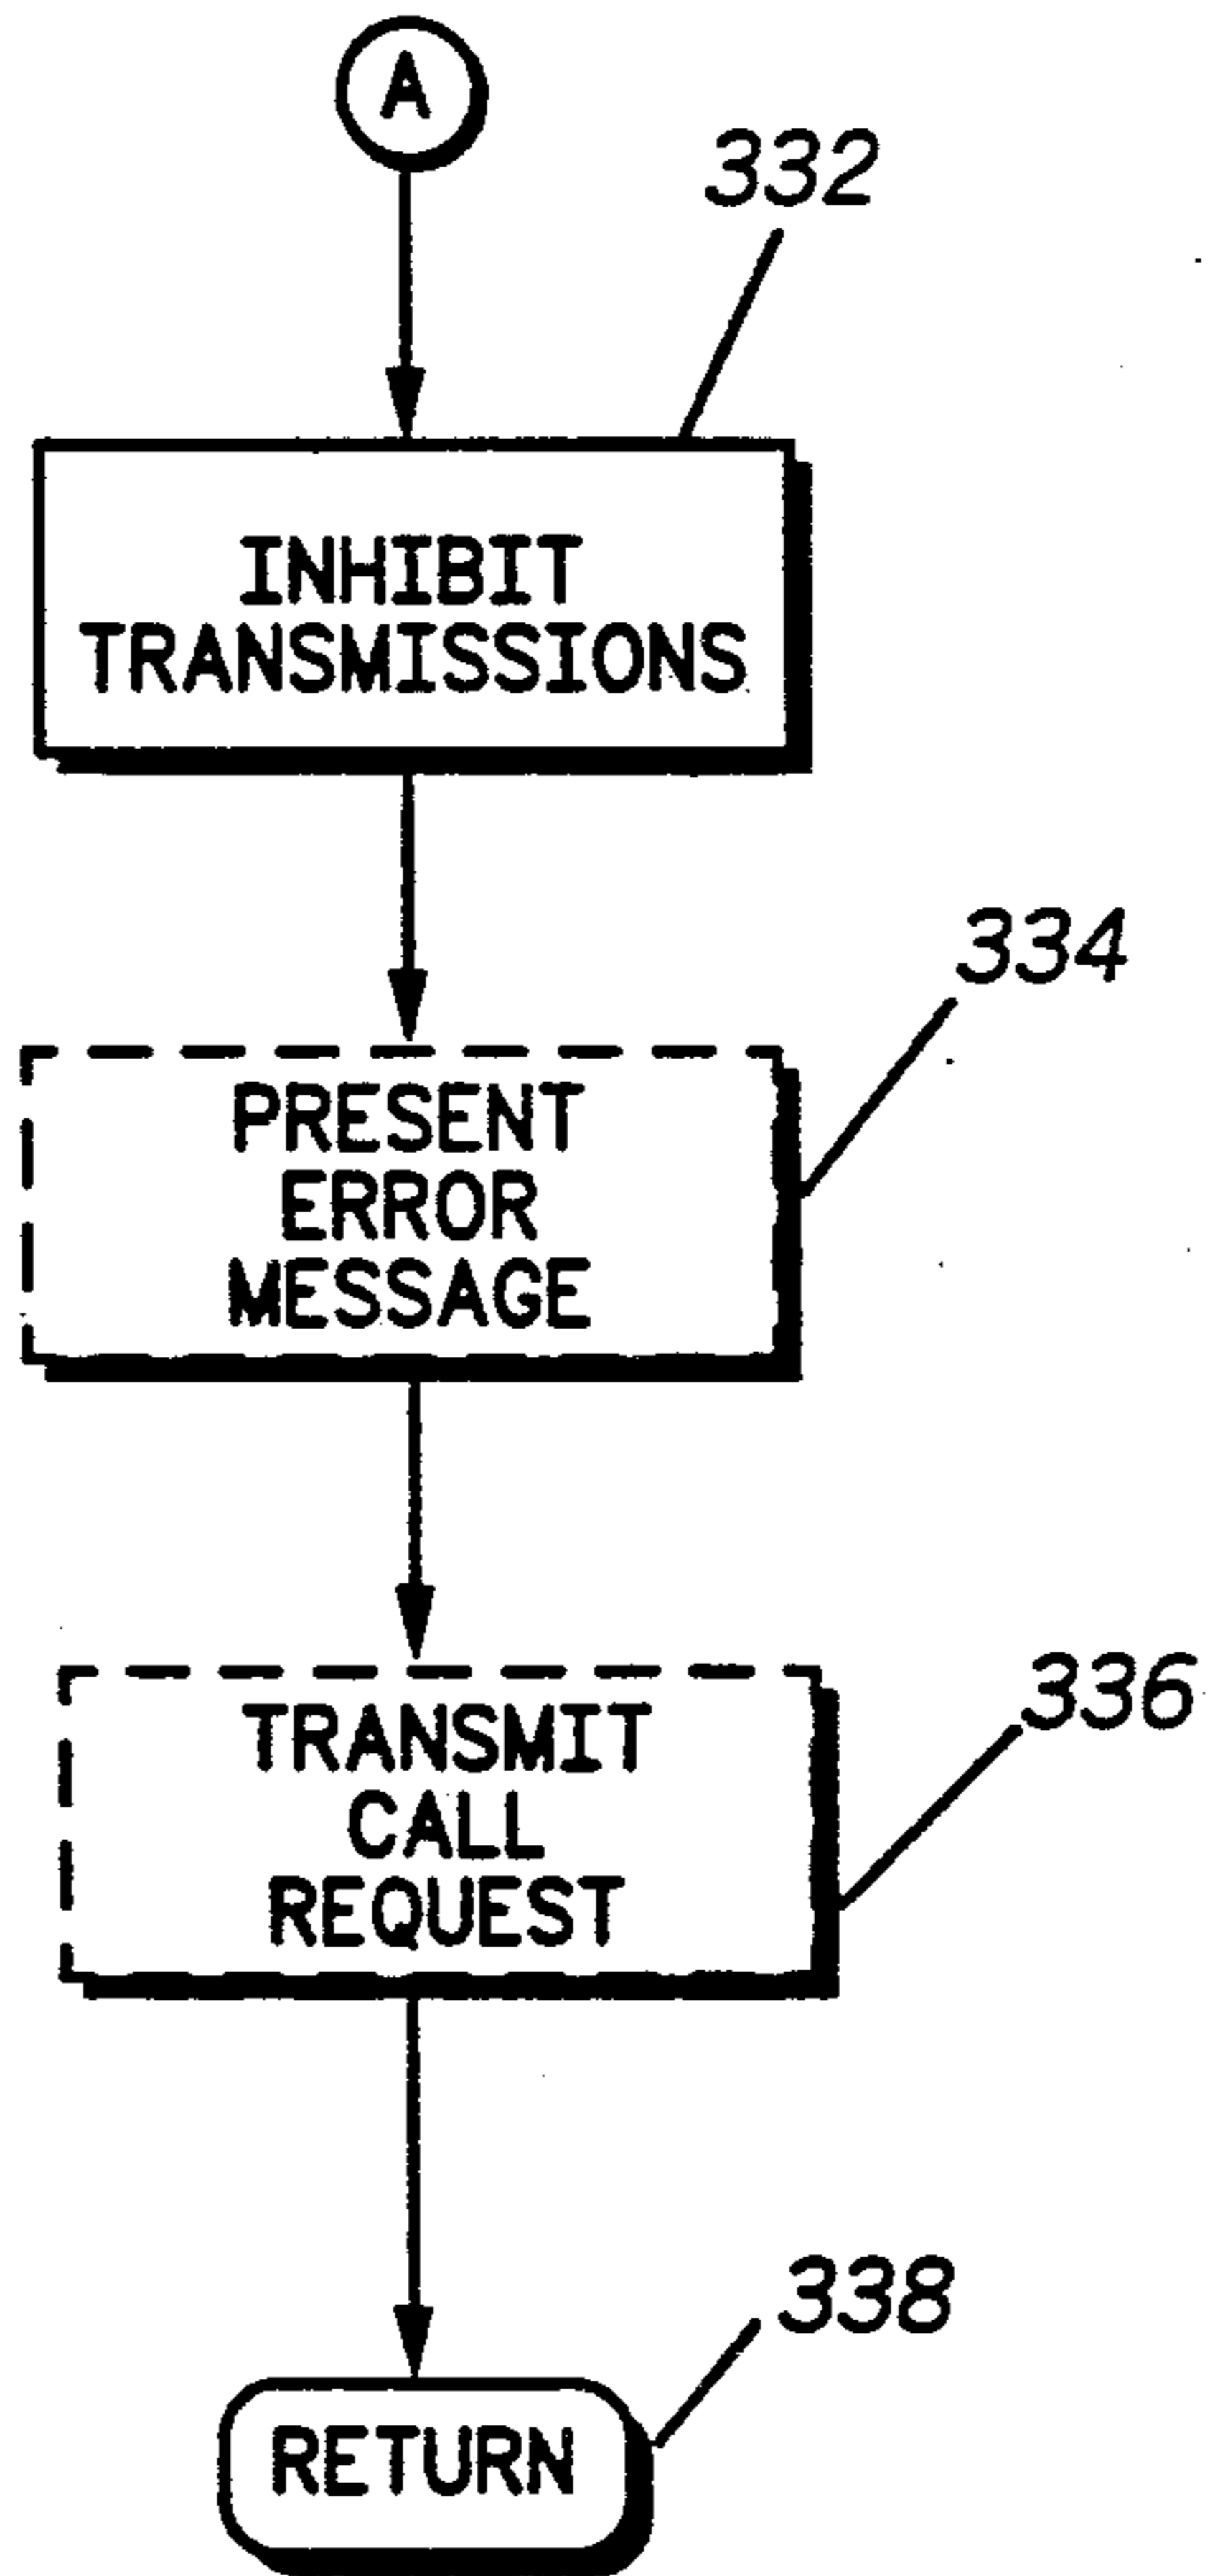 A
332
INHIBIT
TRANSMISSIONS
334
PRESENT
ERROR
MESSAGE
336
TRANSMIT
CALL
REQUEST
338
RETURN